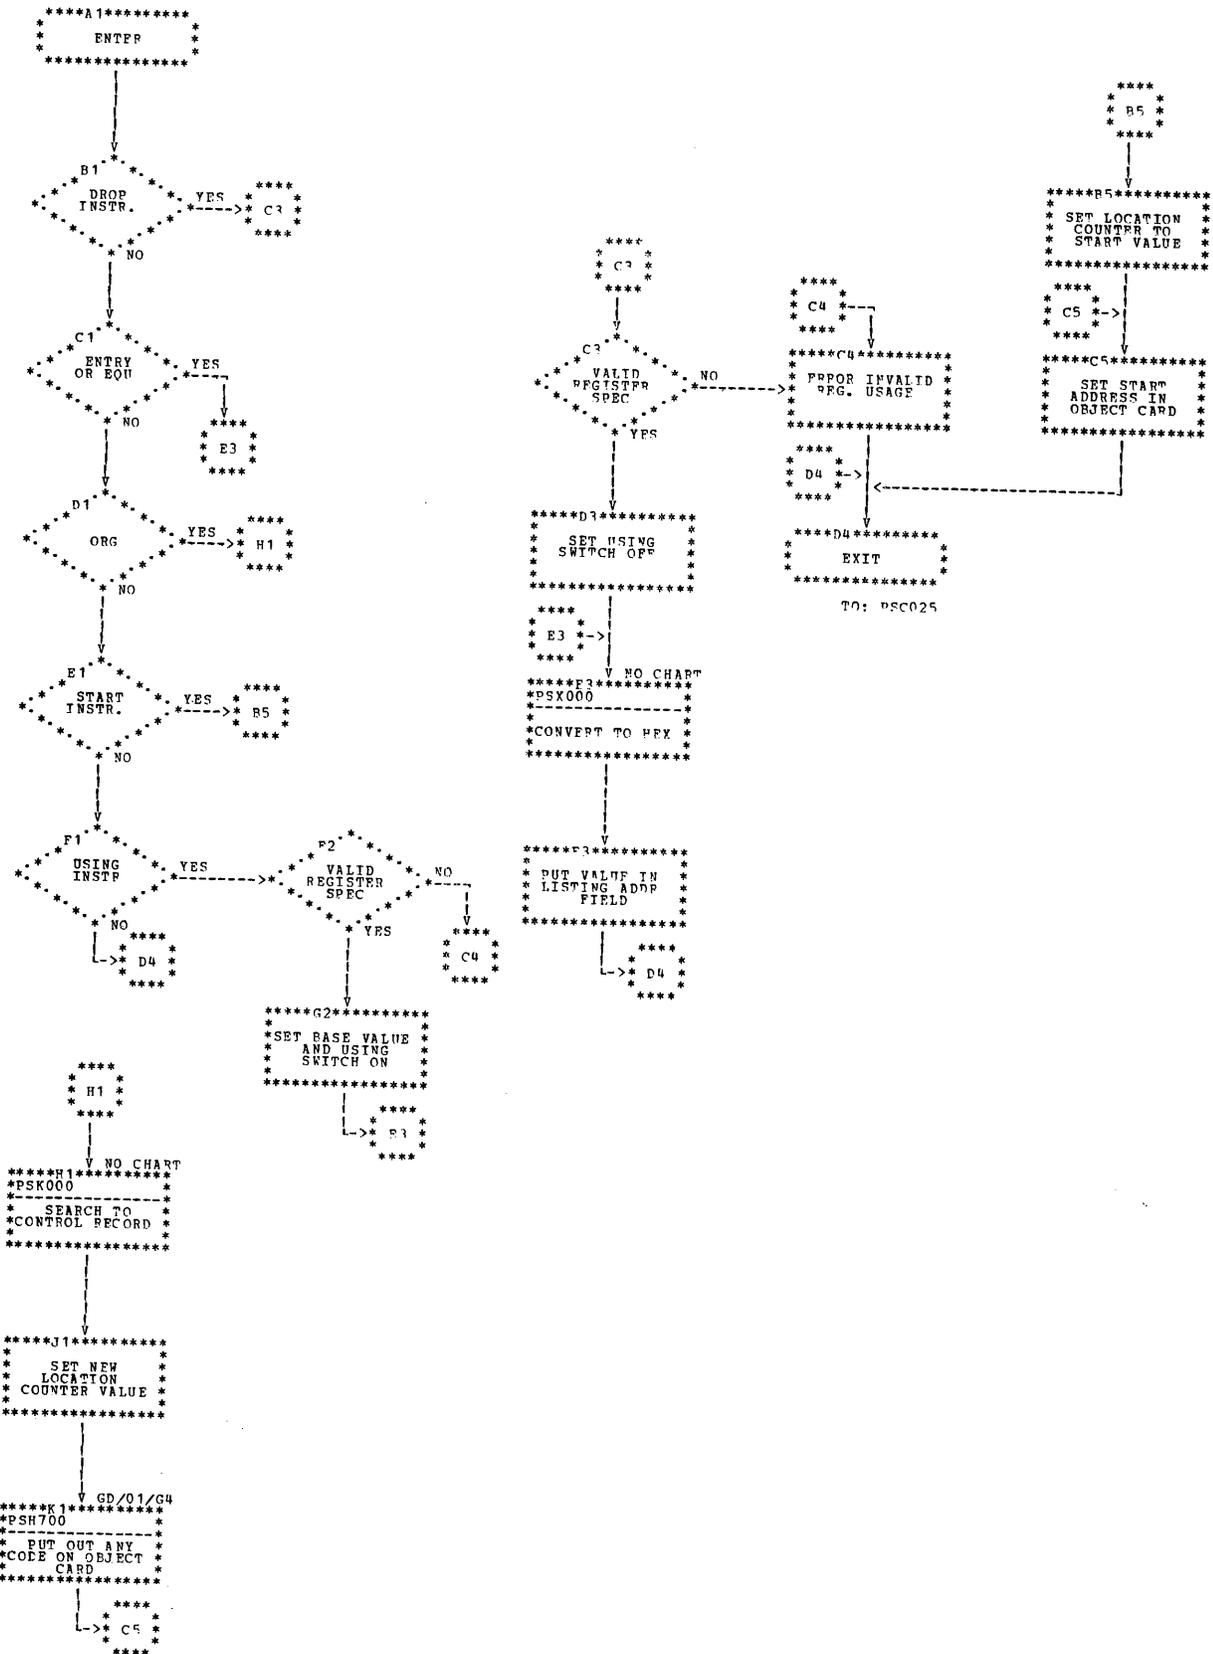 A1
ENTER
B1
DROP
INSTR.
YES
C3
NO
C1
ENTRY
OR EQU
YES
E3
NO
D1
ORG
YES
H1
NO
E1
START
INSTR.
YES
B5
NO
F1
USING
INSTR
YES
NO
D4
F2
VALID
REGISTER
SPEC
NO
C4
YES
G2
SET BASE VALUE
AND USING
SWITCH ON
H1
NO CHART
H1
PSK000
SEARCH TO
CONTROL RECORD
J1
SET NEW
LOCATION
COUNTER VALUE
GD/01/G4
K1
PSH700
PUT OUT ANY
CODE ON OBJECT
CARD
C5
C3
C3
VALID
REGISTER
SPEC
NO
YES
D3
SET USING
SWITCH OFF
E3
NO CHART
E3
PSX000
CONVERT TO HEX
F3
PUT VALUE IN
LISTING ADDR
FIELD
D4
C4
C4
ERROR INVALID
REG. USAGE
D4
D4
EXIT
TO: PSC025
B5
B5
SET LOCATION
COUNTER TO
START VALUE
C5
C5
SET START
ADDRESS IN
OBJECT CARD